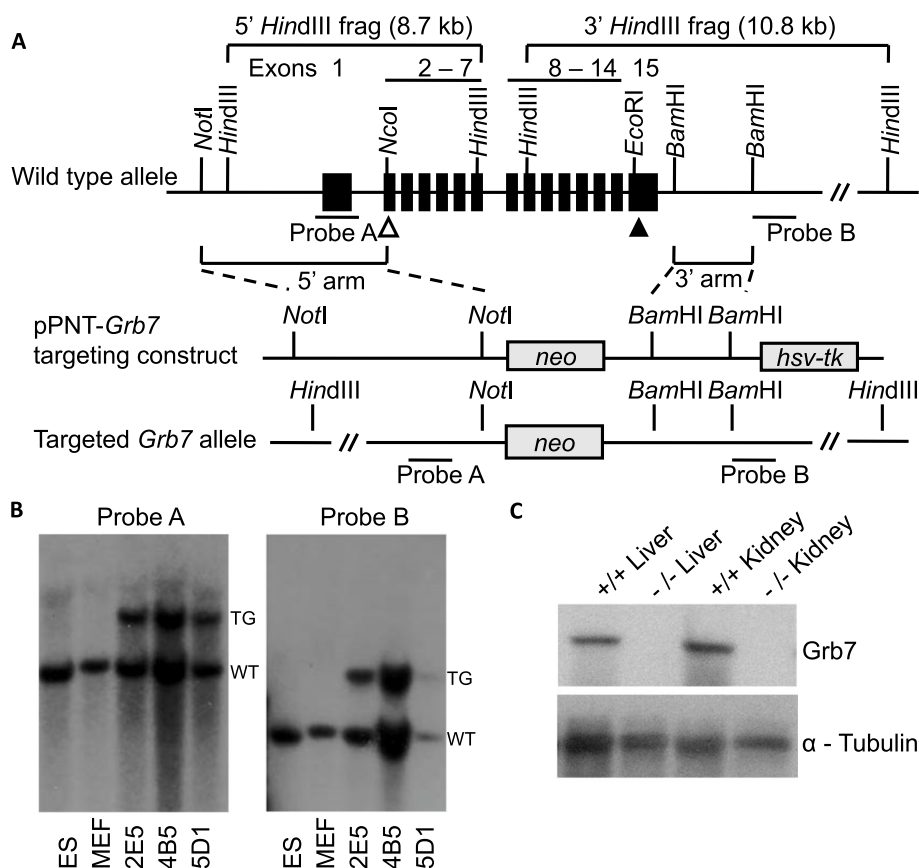 A
5’ HindIII frag (8.7 kb)
3’ HindIII frag (10.8 kb)
Exons 1
2 – 7
8 – 14
15
NotI
HindIII
NcoI
HindIII
HindIII
EcoRI
BamHI
BamHI
HindIII
Wild type allele
Probe A
Probe B
5’ arm
3’ arm
pPNT-Grb7
targeting construct
NotI
NotI
BamHI
BamHI
neo
hsv-tk
HindIII
NotI
BamHI
BamHI
HindIII
Targeted Grb7 allele
neo
Probe A
Probe B
B
Probe A
TG
WT
ES
MEF
2E5
4B5
5D1
Probe B
TG
WT
ES
MEF
2E5
4B5
5D1
C
+/+ Liver
- /- Liver
+/+ Kidney
- /- Kidney
Grb7
α - Tubulin